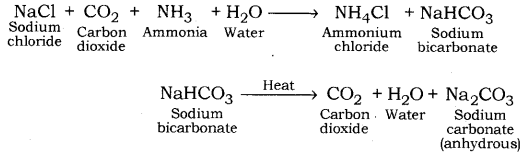 NaCl + CO₂ + NH₃ + H₂O ⟶ NH₄Cl + NaHCO₃
Sodium Carbon Ammonia Water Ammonium Sodium
chloride dioxide chloride bicarbonate
NaHCO₃ —Heat→ CO₂ + H₂O + Na₂CO₃
Sodium Carbon Water Sodium
bicarbonate dioxide carbonate
(anhydrous)